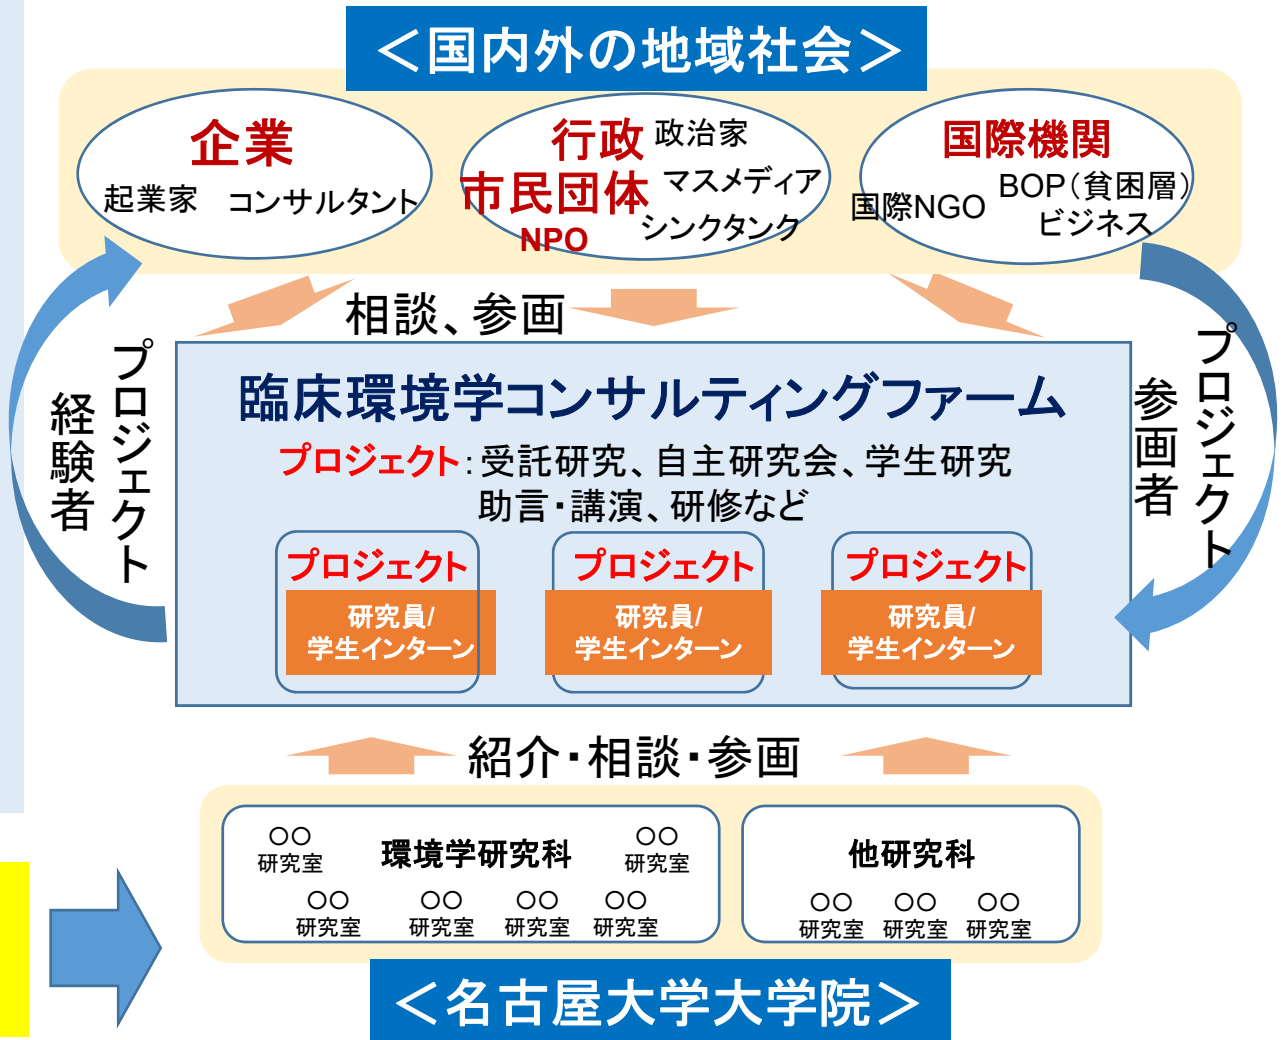 ＜国内外の地域社会＞
企業
起業家 コンサルタント
行政 政治家
市民団体 マスメディア
NPO シンクタンク
国際機関
国際NGO BOP（貧困層）
ビジネス
相談、参画
プロジェクト
経験者
プロジェクト
参画者
臨床環境学コンサルティングファーム
プロジェクト：受託研究、自主研究会、学生研究
助言・講演、研修など
プロジェクト
研究員/
学生インターン
プロジェクト
研究員/
学生インターン
プロジェクト
研究員/
学生インターン
紹介・相談・参画
環境学研究科
○○
研究室
○○
研究室
○○
研究室
○○
研究室
○○
研究室
○○
研究室
他研究科
○○
研究室
○○
研究室
○○
研究室
＜名古屋大学大学院＞